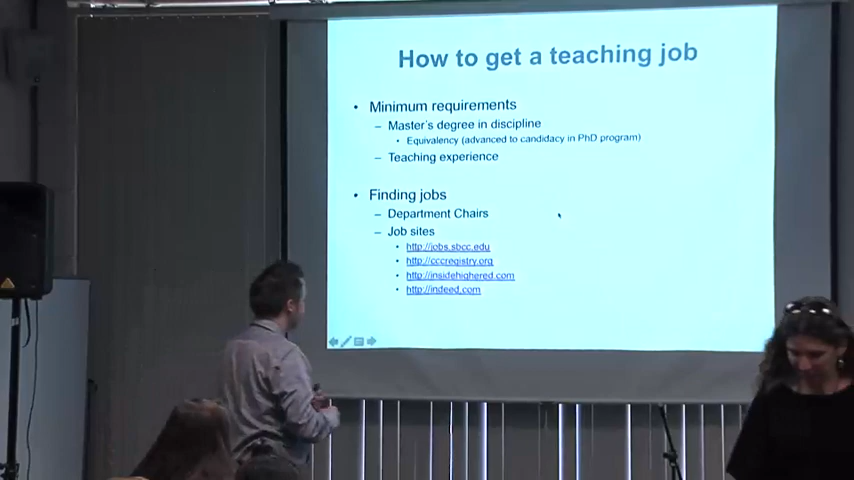 How to get a teaching job
• Minimum requirements
– Master's degree in discipline
• Equivalency (advanced to candidacy in PhD program)
– Teaching experience
• Finding jobs
– Department Chairs
– Job sites
• http://jobs.sbcc.edu
• http://cccregistry.org
• http://insidehighered.com
• http://indeed.com